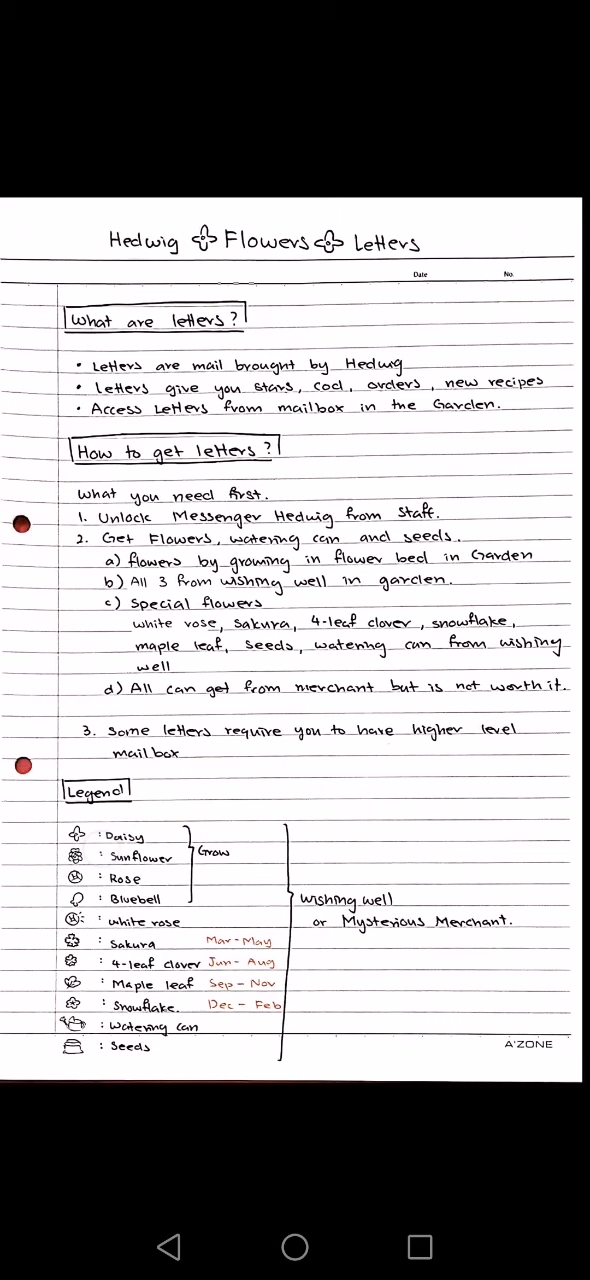 Hedwig Flowers Letters
Date No.
What are letters?
• Letters are mail brought by Hedwig
• Letters give you stars, cod, orders, new recipes
• Access Letters from mailbox in the Garden.
How to get letters?
What you need first.
1. Unlock Messenger Hedwig from Staff.
2. Get Flowers, watering can and seeds.
a) flowers by growing in flower bed in Garden
b) All 3 from wishing well in garden.
c) Special flowers
white rose, sakura, 4-leaf clover, snowflake,
maple leaf, seeds, watering can from wishing
well
d) All can get from merchant but is not worth it.
3. Some letters require you to have higher level
mailbox
Legend
: Daisy
: Sunflower Grow
: Rose
: Bluebell wishing well
: white rose or Mysterious Merchant.
: Sakura Mar-May
: 4-leaf clover Jun-Aug
: Maple leaf Sep-Nov
: Snowflake. Dec-Feb
: Watering can
: Seeds
A'ZONE